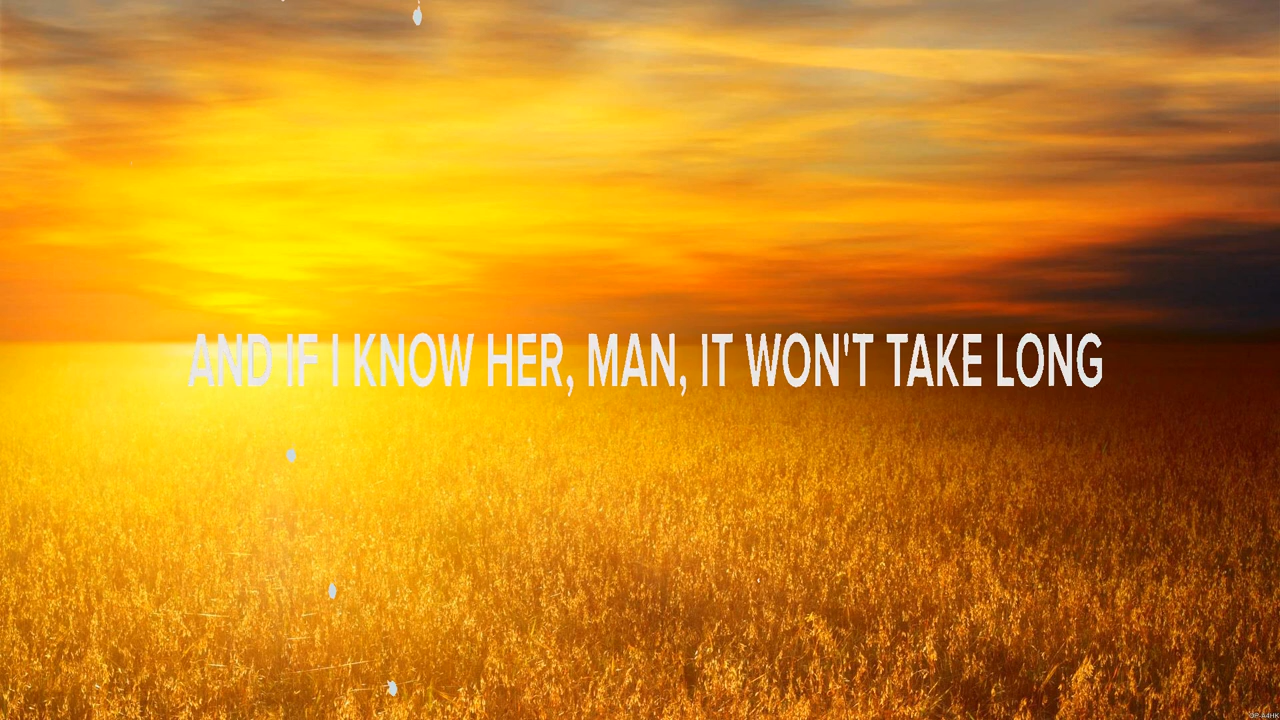 AND IF I KNOW HER, MAN, IT WON'T TAKE LONG